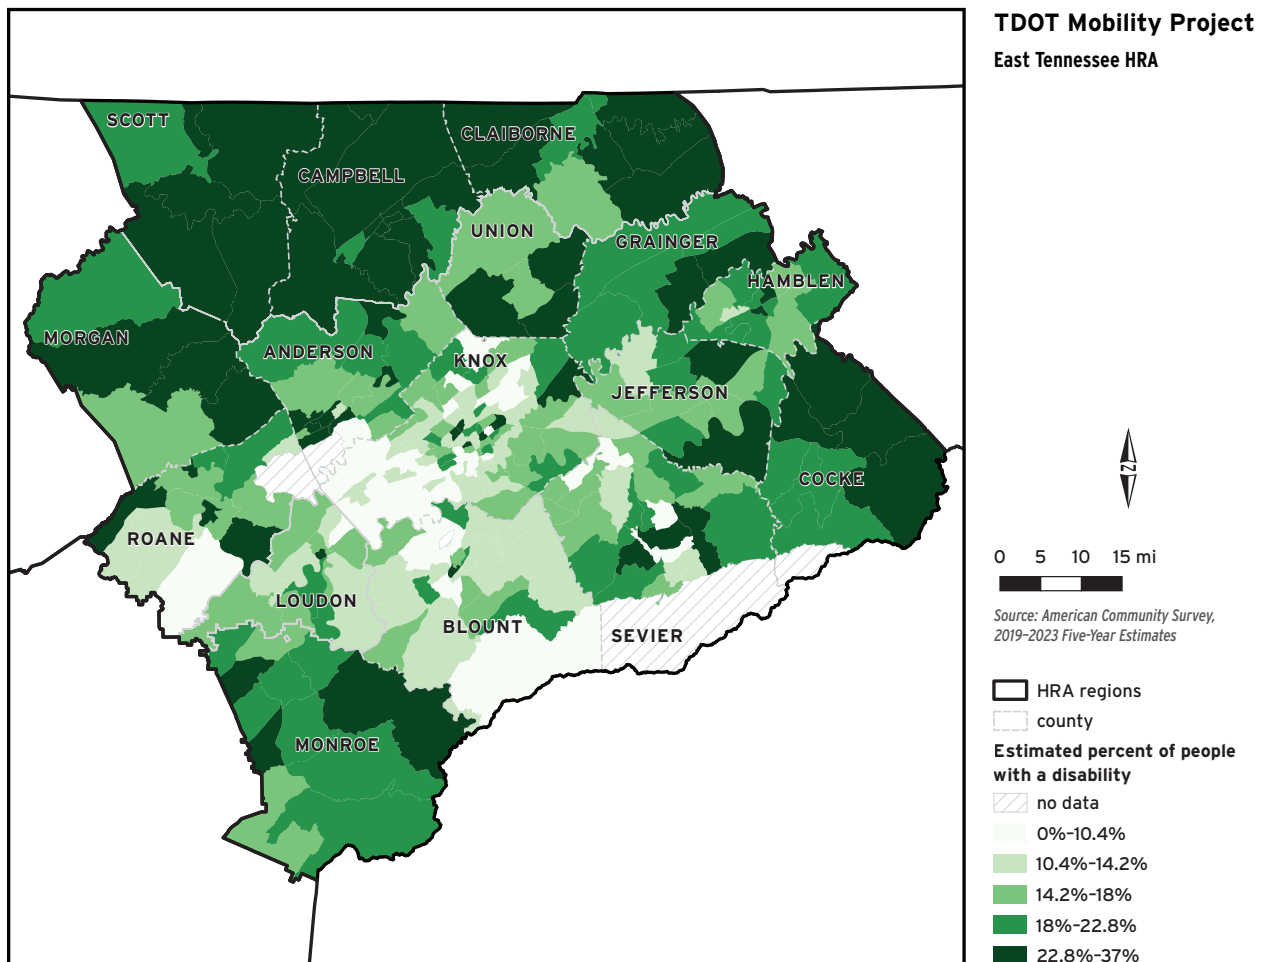 TDOT Mobility Project
East Tennessee HRA
SCOTT
CLAIBORNE
CAMPBELL
UNION
GRAINGER
HAMBLEN
MORGAN
ANDERSON
KNOX
JEFFERSON
COCKE
ROANE
LOUDON
BLOUNT
SEVIER
MONROE
N
0 5 10 15 mi
Source: American Community Survey,
2019–2023 Five-Year Estimates
HRA regions
county
Estimated percent of people
with a disability
no data
0%–10.4%
10.4%–14.2%
14.2%–18%
18%–22.8%
22.8%–37%